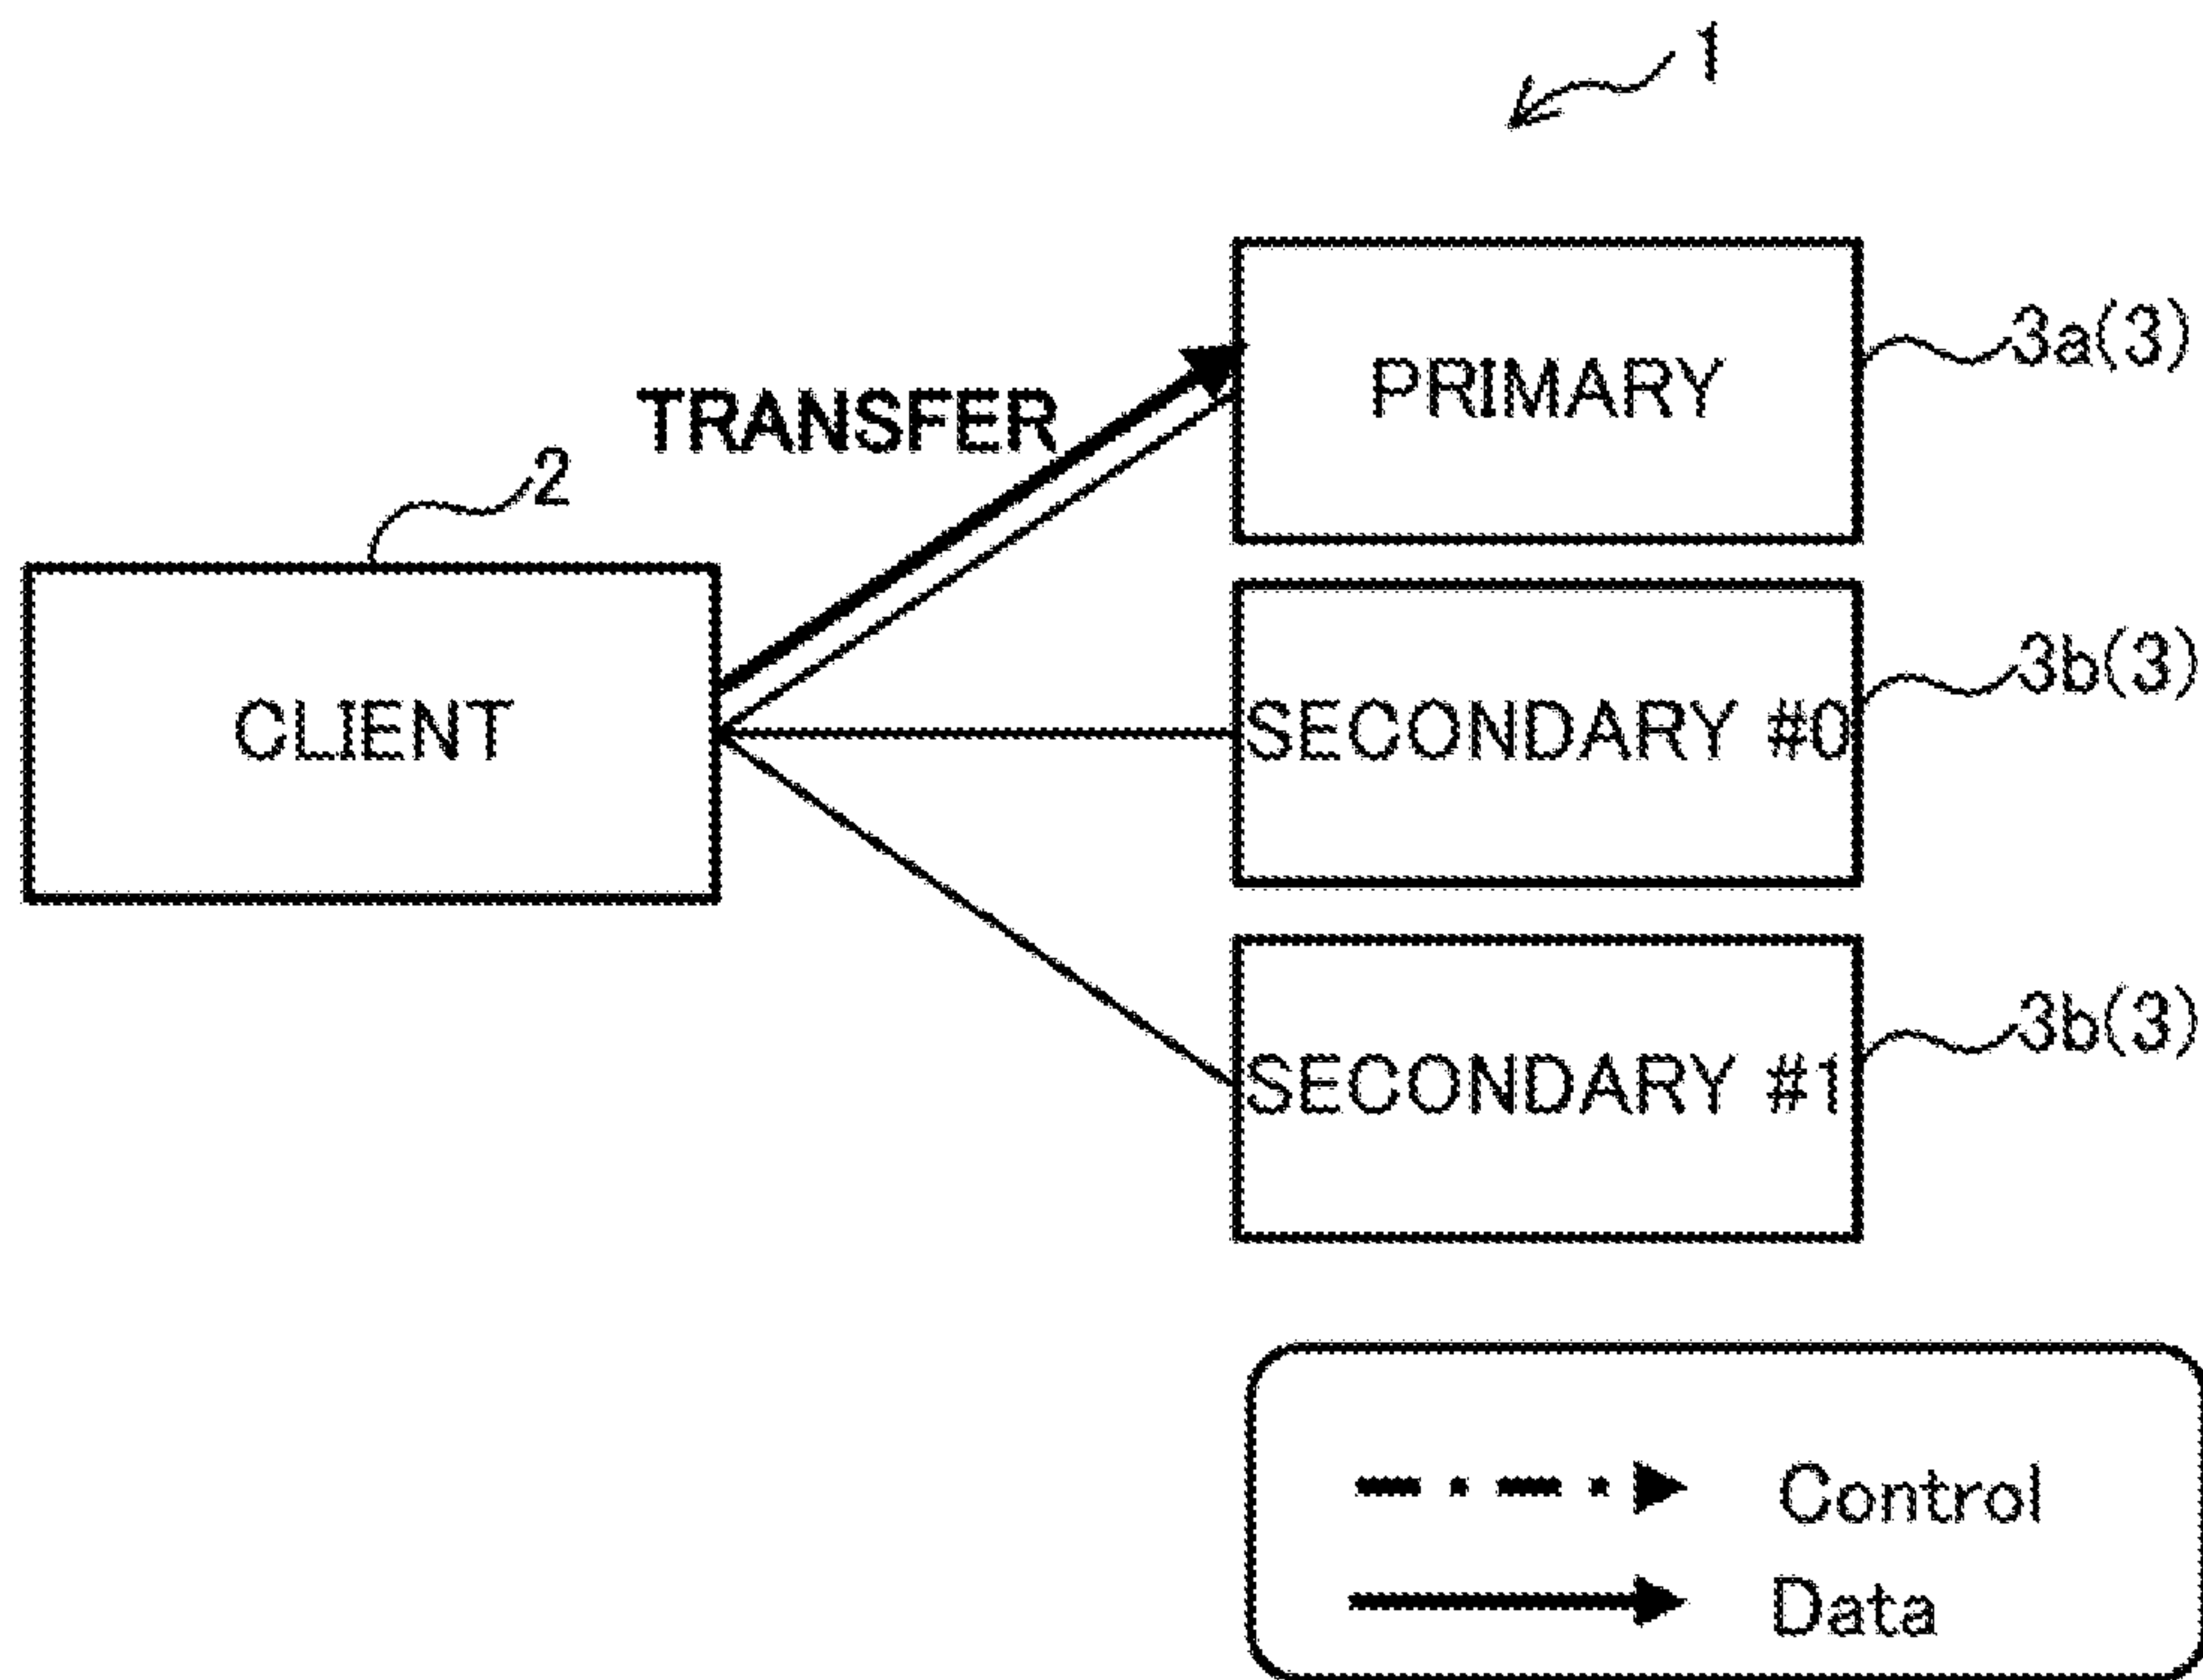 1
PRIMARY
3a(3)
TRANSFER
2
CLIENT
SECONDARY #0
3b(3)
SECONDARY #1
3b(3)
Control
Data